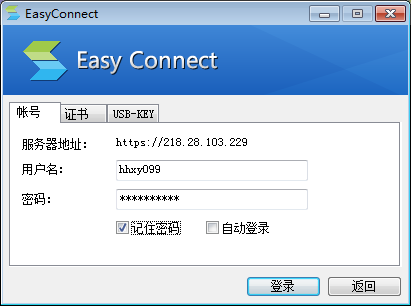 EasyConnect
Easy Connect
帐号 证书 USB-KEY
服务器地址: https://218.28.103.229
用户名: hhxy099
密码: **********
记住密码 自动登录
登录 返回